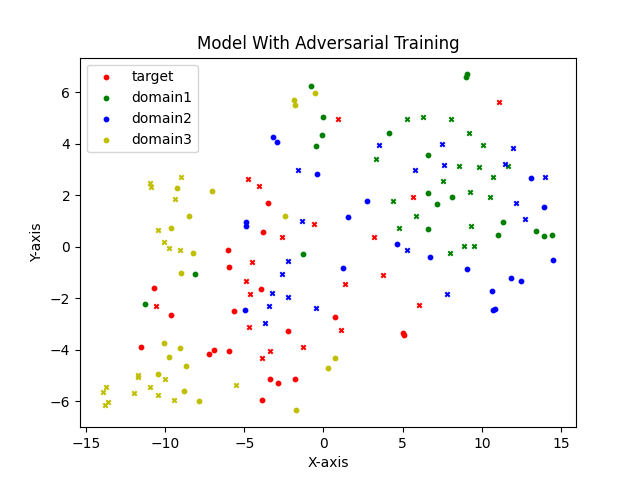 Model With Adversarial Training
target
domain1
domain2
domain3
6
4
2
0
−2
−4
−6
Y-axis
−15
−10
−5
0
5
10
15
X-axis